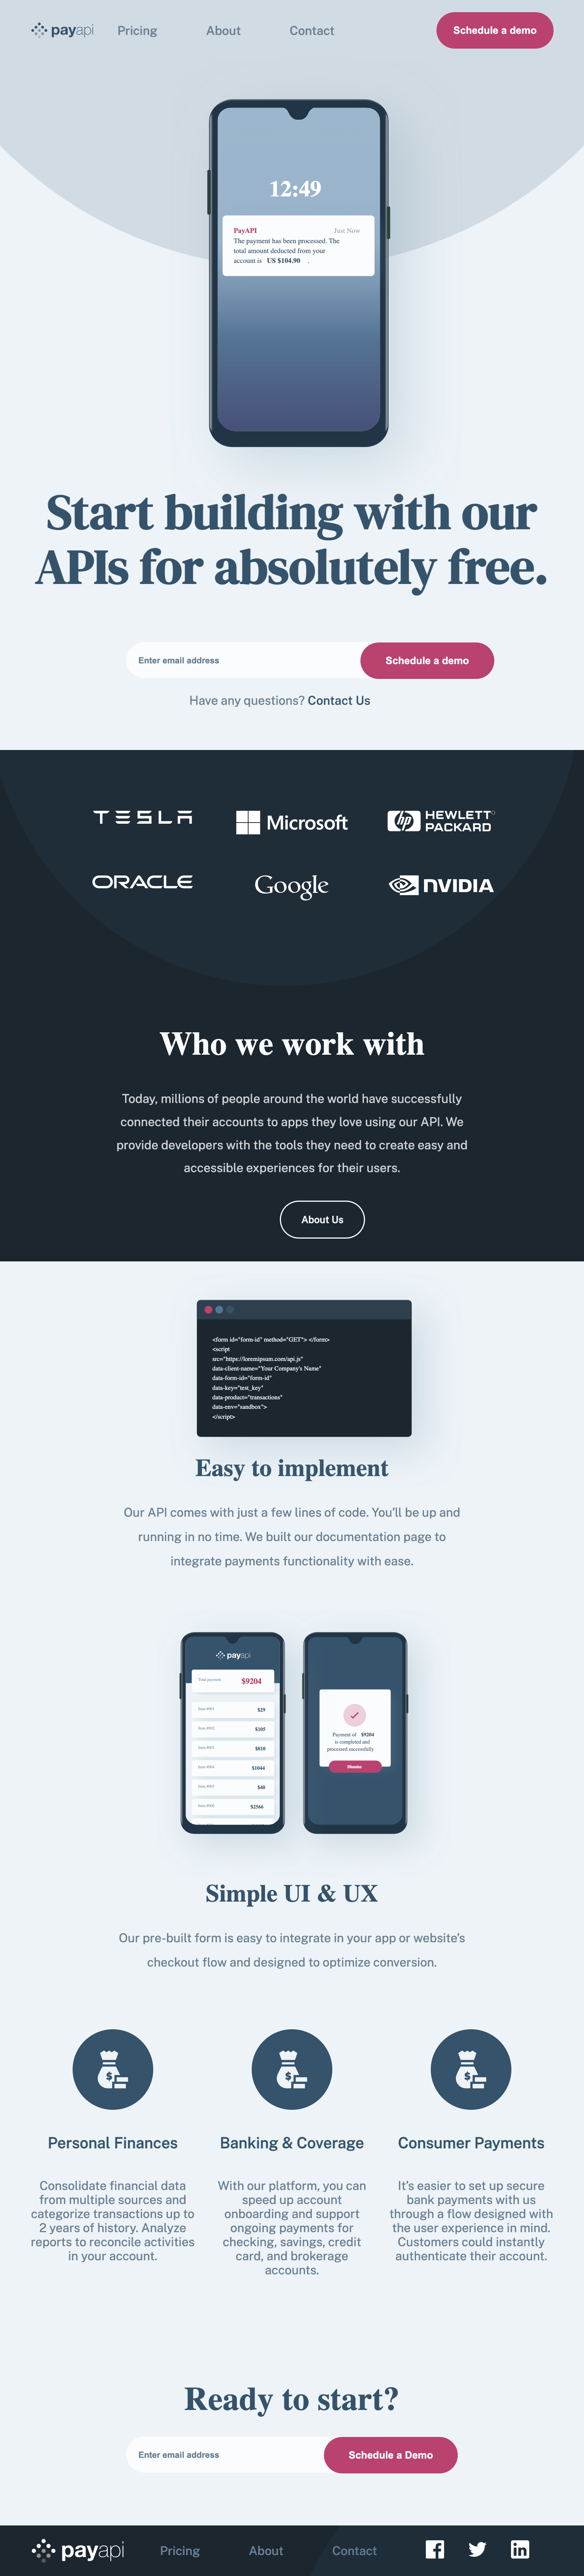 payapi Pricing About Contact Schedule a demo
12:49
PayAPI Just Now
The payment has been processed. The
total amount deducted from your
account is US $104.90 .
Start building with our
APIs for absolutely free.
Enter email address Schedule a demo
Have any questions? Contact Us
TESLA Microsoft HEWLETT
hp PACKARD
ORACLE Google NVIDIA
Who we work with
Today, millions of people around the world have successfully
connected their accounts to apps they love using our API. We
provide developers with the tools they need to create easy and
accessible experiences for their users.
About Us
<form id="form-id" method="GET"> </form>
<script
src="https://loremipsum.com/api.js"
data-client-name="Your Company's Name"
data-form-id="form-id"
data-key="test_key"
data-product="transactions"
data-env="sandbox">
</script>
Easy to implement
Our API comes with just a few lines of code. You’ll be up and
running in no time. We built our documentation page to
integrate payments functionality with ease.
payapi
Total payment $9204
Item #001 $29
Item #002 $105
Item #003 $810
Item #004 $1044
Item #005 $40
Item #006 $2566
Payment of $9204
is completed and
processed successfully
Dismiss
Simple UI & UX
Our pre-built form is easy to integrate in your app or website’s
checkout flow and designed to optimize conversion.
Personal Finances
Consolidate financial data
from multiple sources and
categorize transactions up to
2 years of history. Analyze
reports to reconcile activities
in your account.
Banking & Coverage
With our platform, you can
speed up account
onboarding and support
ongoing payments for
checking, savings, credit
card, and brokerage
accounts.
Consumer Payments
It’s easier to set up secure
bank payments with us
through a flow designed with
the user experience in mind.
Customers could instantly
authenticate their account.
Ready to start?
Enter email address Schedule a Demo
payapi Pricing About Contact